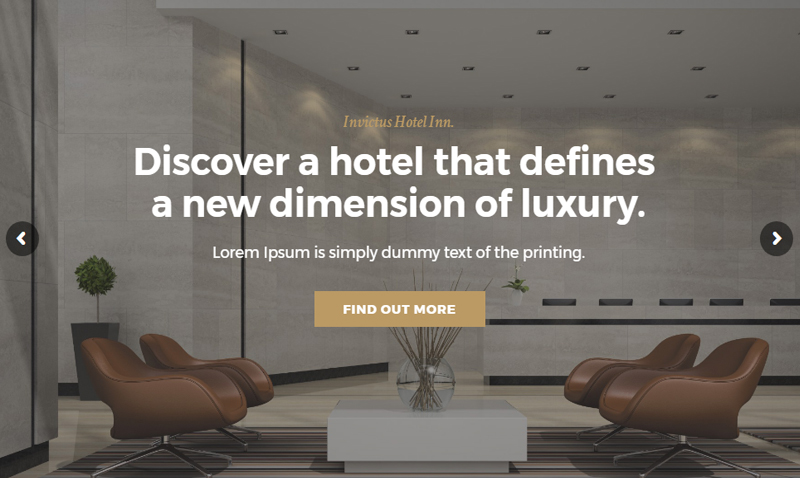 Invictus Hotel Inn.
Discover a hotel that defines
a new dimension of luxury.
Lorem Ipsum is simply dummy text of the printing.
FIND OUT MORE